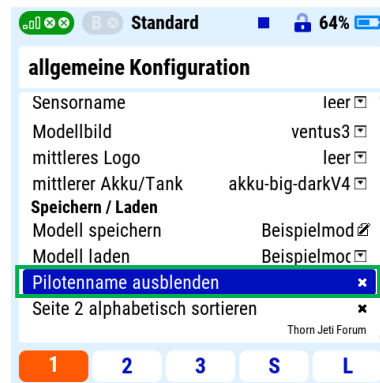 B Standard 64%
allgemeine Konfiguration
Sensorname leer
Modellbild ventus3
mittleres Logo leer
mittlerer Akku/Tank akku-big-darkV4
Speichern / Laden
Modell speichern Beispielmod
Modell laden Beispielmod
Pilotenname ausblenden
Seite 2 alphabetisch sortieren
Thorn Jeti Forum
1 2 3 S L